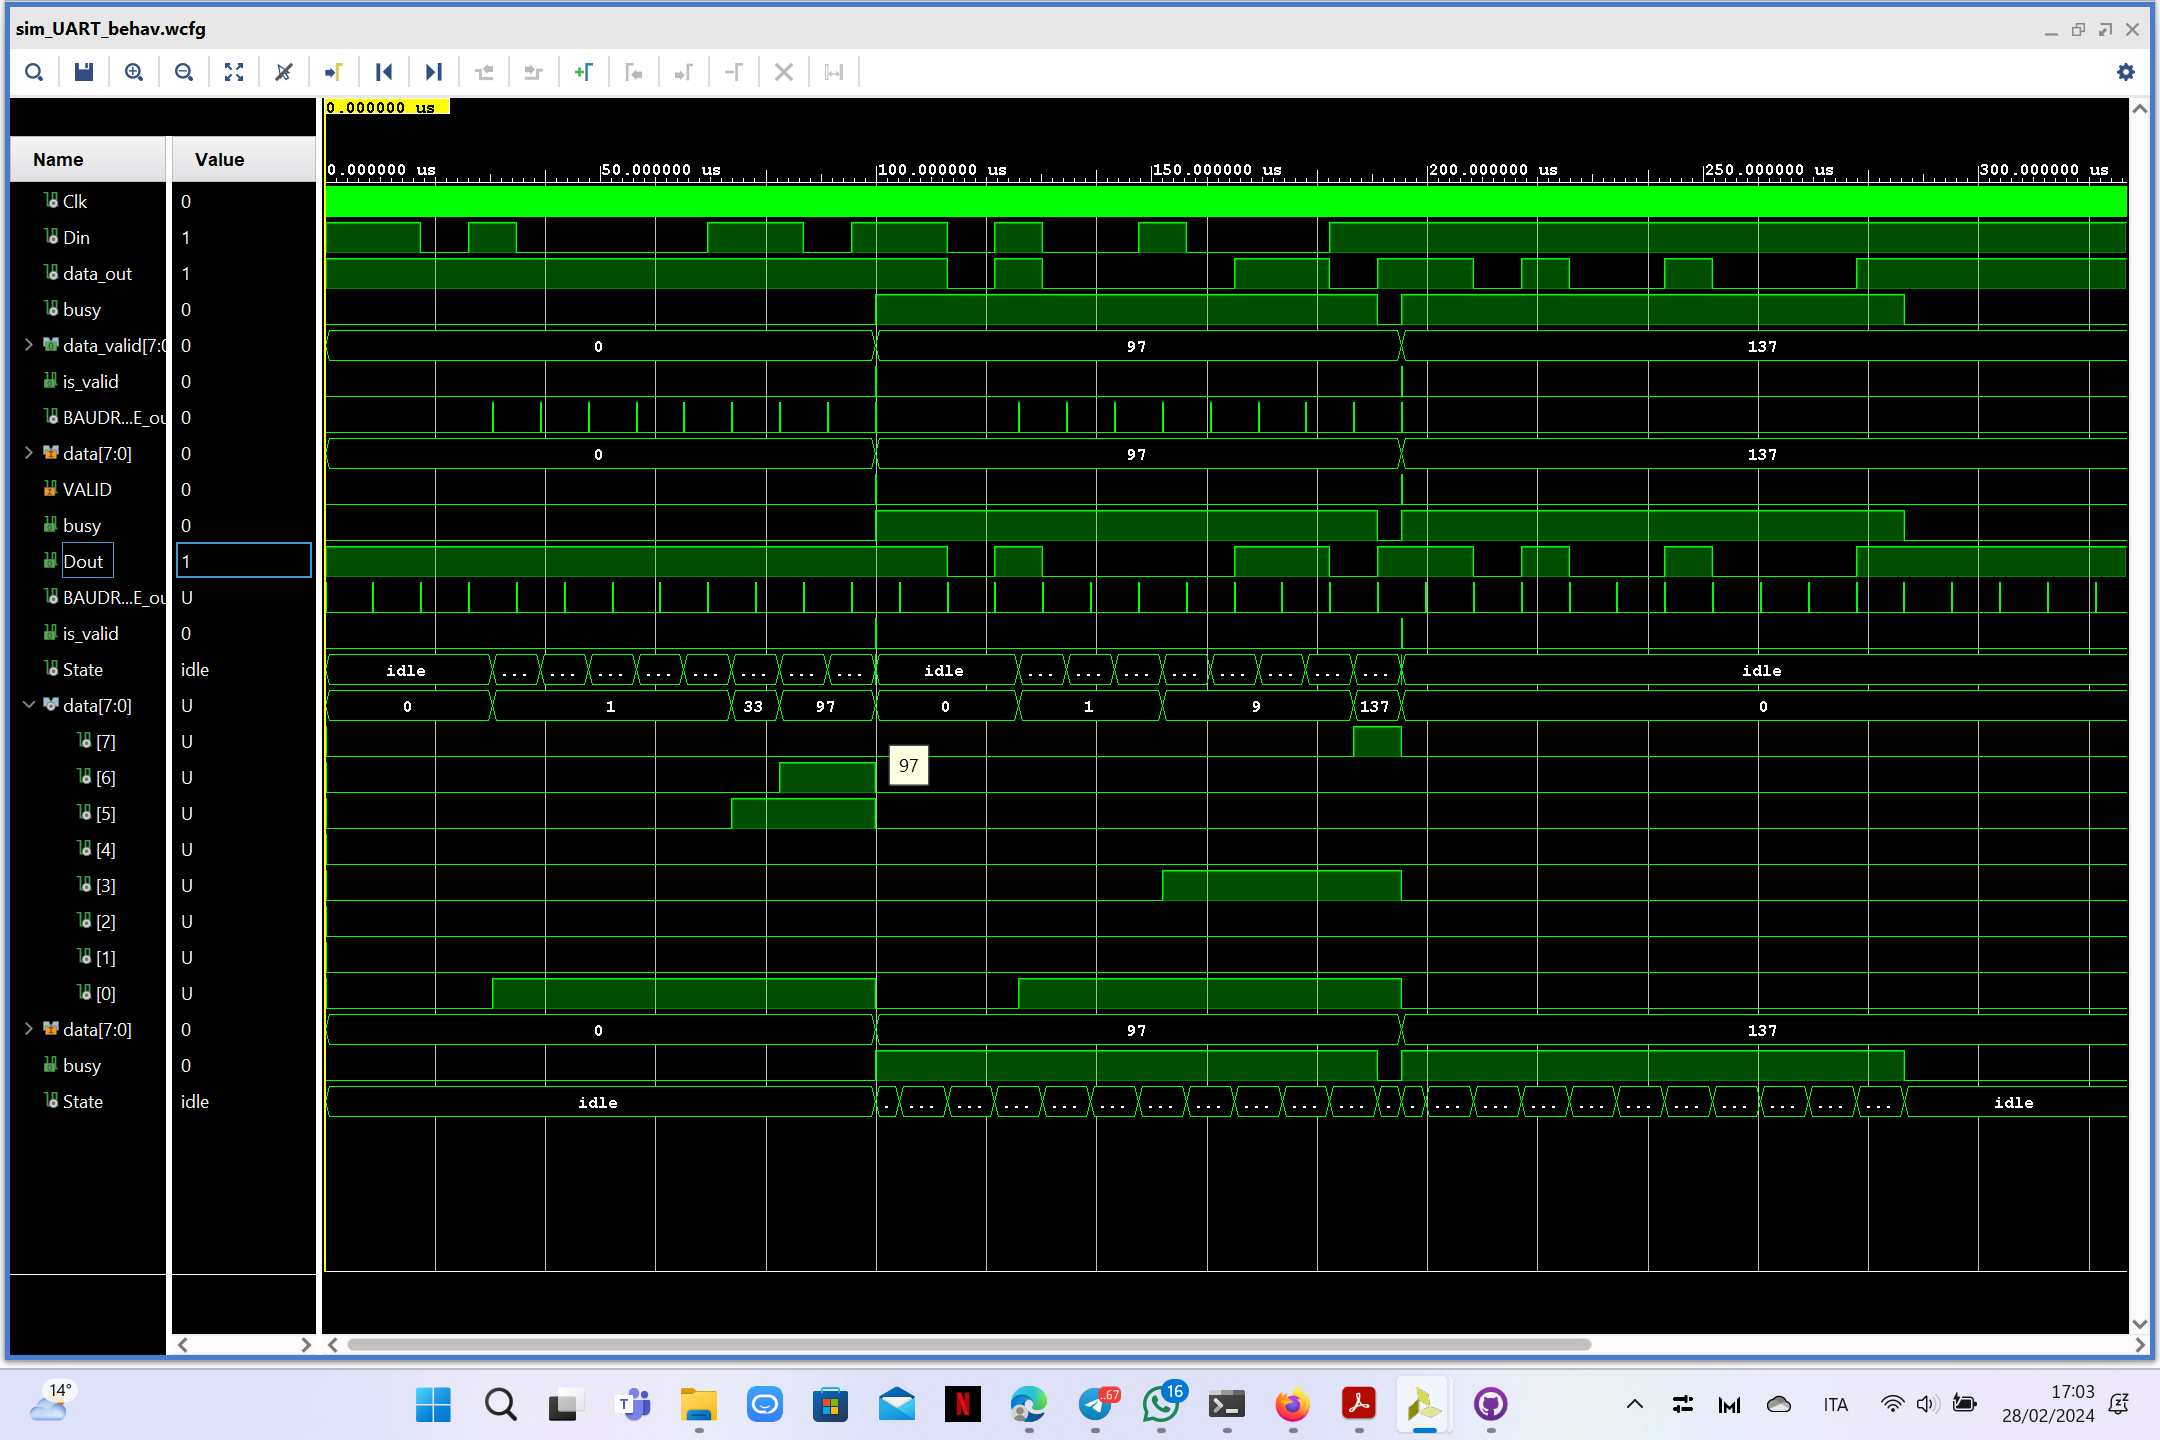 sim_UART_behav.wcfg
0.000000 us
Name Value
0.000000 us 50.000000 us 100.000000 us 150.000000 us 200.000000 us 250.000000 us 300.000000 us
Clk 0
Din 1
data_out 1
busy 0
data_valid[7:0 0 0 97 137
is_valid 0
BAUDR...E_ou 0
data[7:0] 0 0 97 137
VALID 0
busy 0
Dout 1
BAUDR...E_ou U
is_valid 0
State idle idle ... ... ... ... ... ... ... ... idle ... ... ... ... ... ... ... ... idle
data[7:0] U 0 1 33 97 0 1 9 137 0
[7] U
97
[6] U
[5] U
[4] U
[3] U
[2] U
[1] U
[0] U
data[7:0] 0 0 97 137
busy 0
State idle idle . ... ... ... ... ... ... ... ... ... ... . . ... ... ... ... ... ... ... ... ... ... idle
14° T N ..67 16 ITA 17:03
28/02/2024